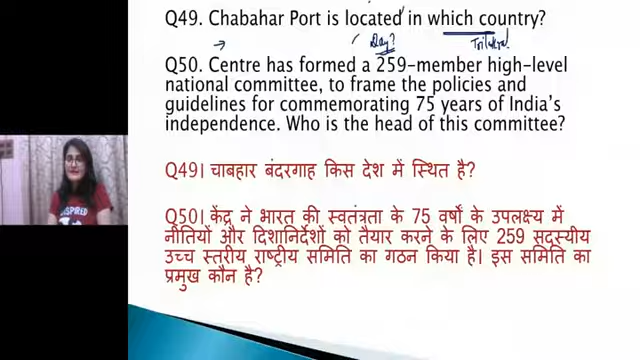 Q49. Chabahar Port is located in which country?
Day? Trilateral
Q50. Centre has formed a 259-member high-level
national committee, to frame the policies and
guidelines for commemorating 75 years of India's
independence. Who is the head of this committee?
Q49। चाबहार बंदरगाह किस देश में स्थित है?
Q50। केंद्र ने भारत की स्वतंत्रता के 75 वर्षों के उपलक्ष्य में
नीतियों और दिशानिर्देशों को तैयार करने के लिए 259 सदस्यीय
उच्च स्तरीय राष्ट्रीय समिति का गठन किया है। इस समिति का
प्रमुख कौन है?
INSPIRED